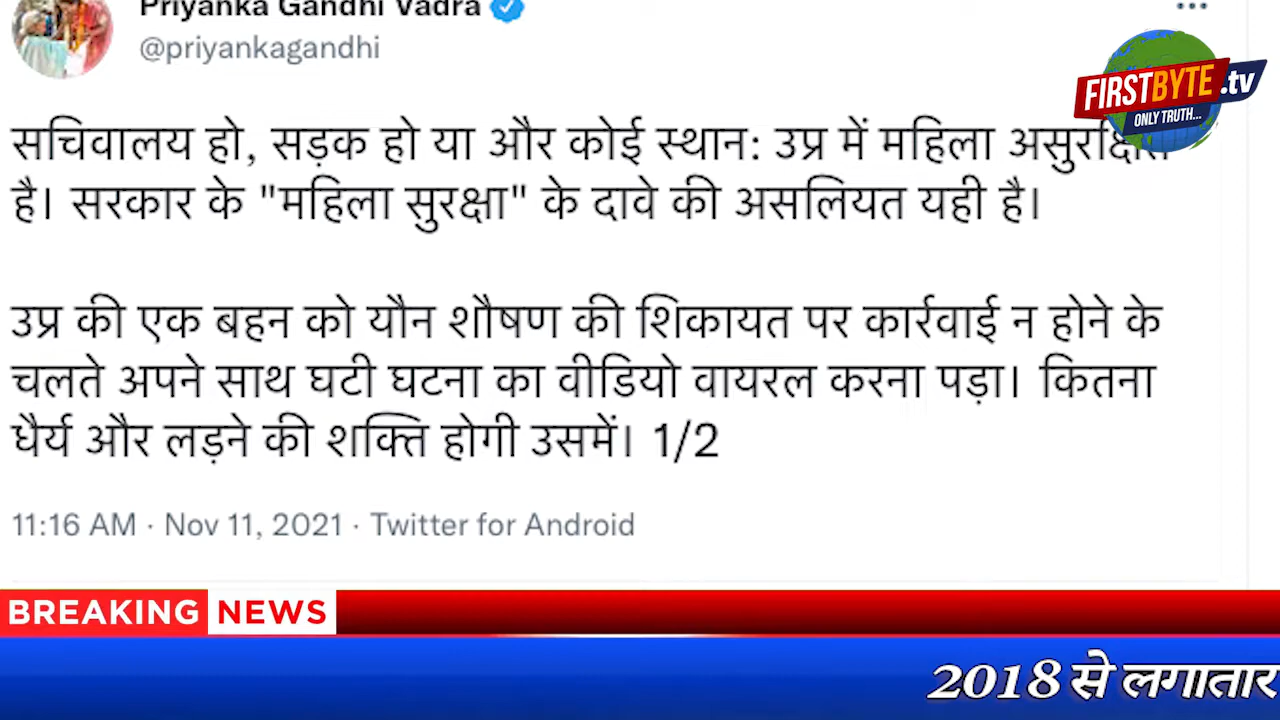 Priyanka Gandhi Vadra
@priyankagandhi
FIRSTBYTE.tv
ONLY TRUTH...
सचिवालय हो, सड़क हो या और कोई स्थान: उप्र में महिला असुरक्षित
है। सरकार के "महिला सुरक्षा" के दावे की असलियत यही है।
उप्र की एक बहन को यौन शौषण की शिकायत पर कार्रवाई न होने के
चलते अपने साथ घटी घटना का वीडियो वायरल करना पड़ा। कितना
धैर्य और लड़ने की शक्ति होगी उसमें। 1/2
11:16 AM · Nov 11, 2021 · Twitter for Android
BREAKING NEWS
2018 से लगातार